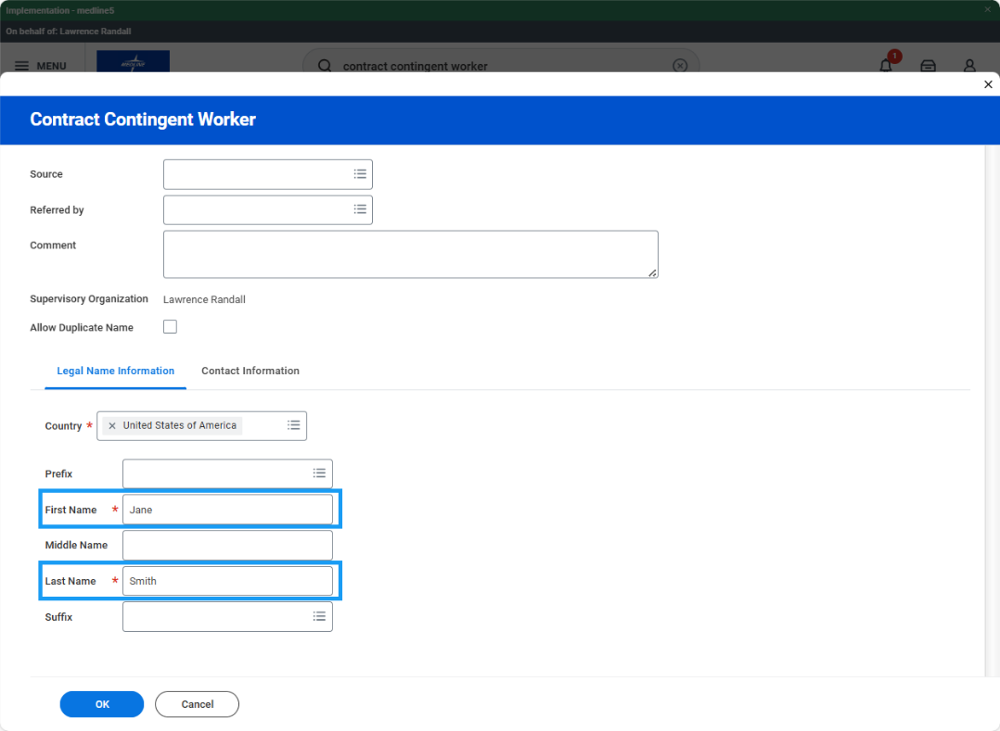 Implementation - medline5
On behalf of: Lawrence Randall
MENU
MEDLINE
contract contingent worker
1
Contract Contingent Worker
Source
Referred by
Comment
Supervisory Organization Lawrence Randall
Allow Duplicate Name
Legal Name Information Contact Information
Country * × United States of America
Prefix
First Name * Jane
Middle Name
Last Name * Smith
Suffix
OK Cancel